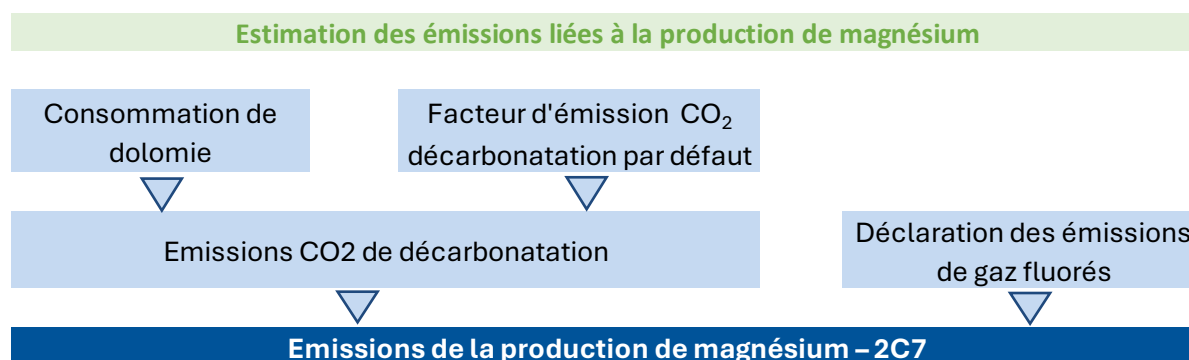 Estimation des émissions liées à la production de magnésium
Consommation de
dolomie
Facteur d'émission CO₂
décarbonatation par défaut
Emissions CO2 de décarbonatation
Déclaration des émissions
de gaz fluorés
Emissions de la production de magnésium – 2C7